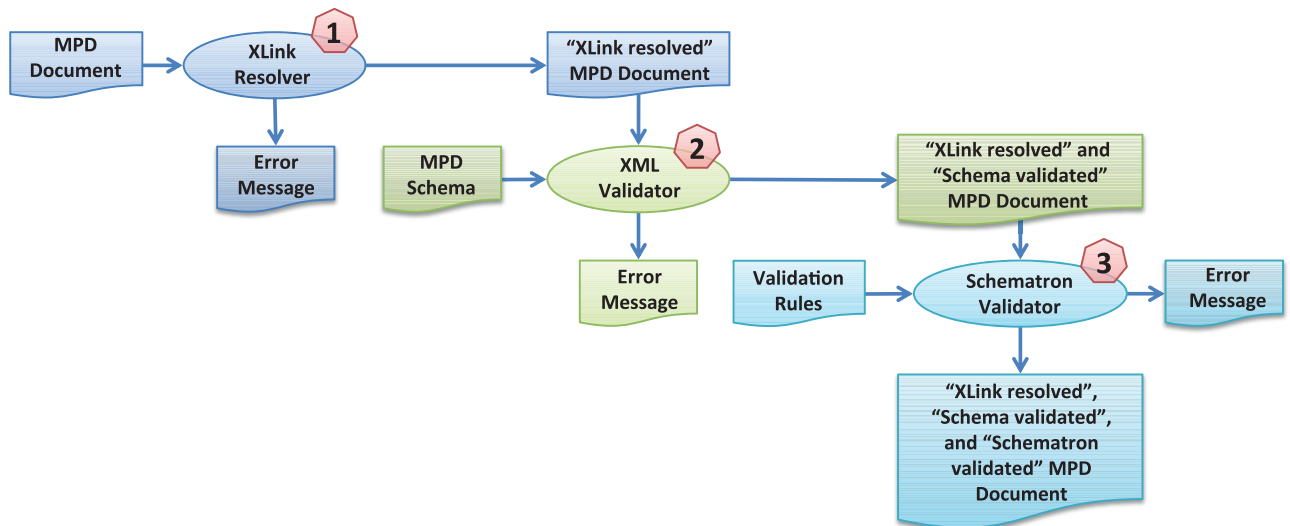 MPD
Document
XLink
Resolver
1
“XLink resolved”
MPD Document
Error
Message
MPD
Schema
XML
Validator
2
“XLink resolved” and
“Schema validated”
MPD Document
Error
Message
Validation
Rules
Schematron
Validator
3
Error
Message
“XLink resolved”,
“Schema validated”,
and “Schematron
validated” MPD
Document